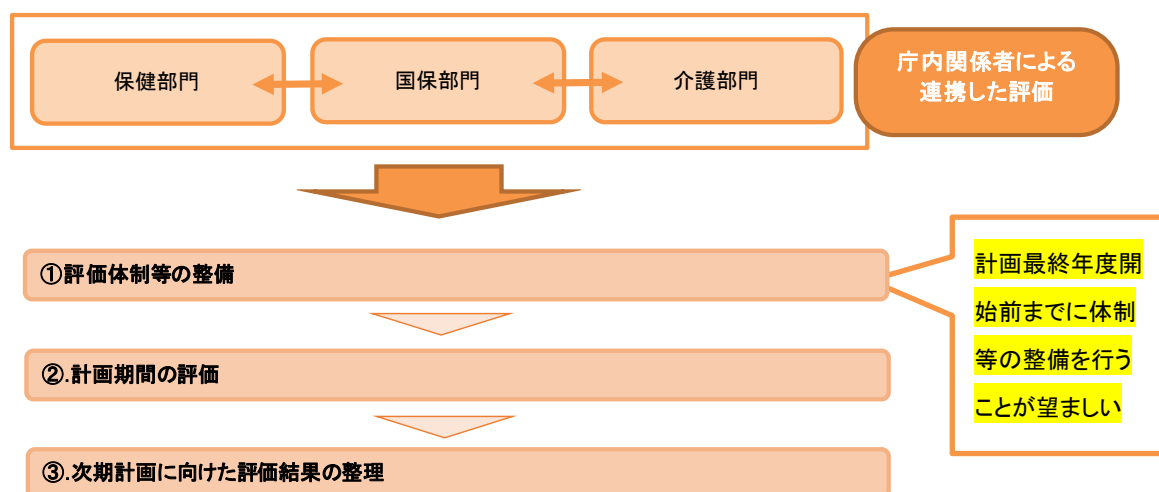 保健部門
国保部門
介護部門
庁内関係者による
連携した評価
①評価体制等の整備
計画最終年度開
始前までに体制
等の整備を行う
ことが望ましい
②.計画期間の評価
③.次期計画に向けた評価結果の整理